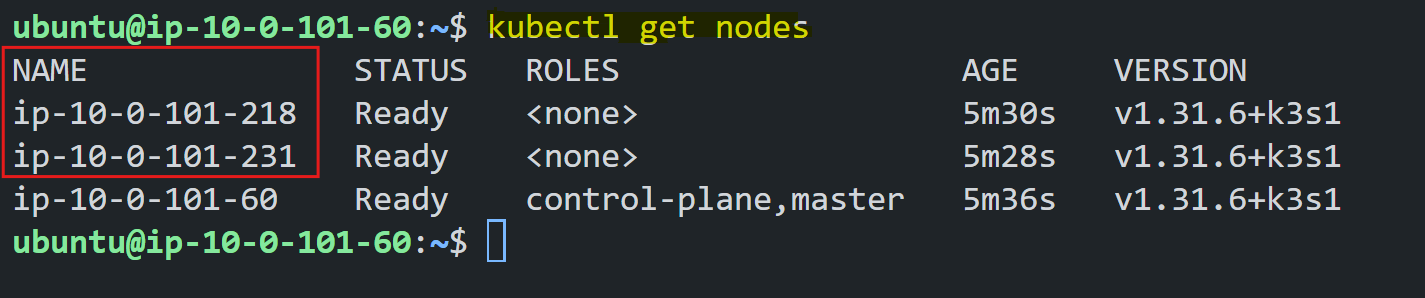 ubuntu@ip-10-0-101-60:~$ kubectl get nodes
NAME STATUS ROLES AGE VERSION
ip-10-0-101-218 Ready <none> 5m30s v1.31.6+k3s1
ip-10-0-101-231 Ready <none> 5m28s v1.31.6+k3s1
ip-10-0-101-60 Ready control-plane,master 5m36s v1.31.6+k3s1
ubuntu@ip-10-0-101-60:~$